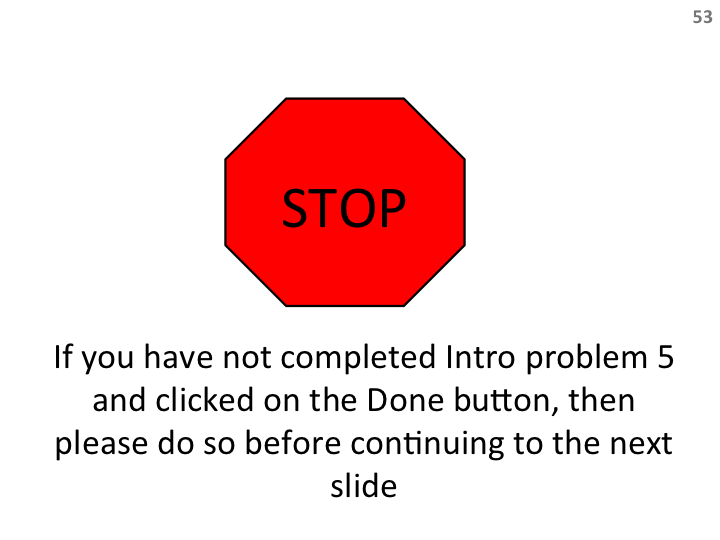 53
STOP
If you have not completed Intro problem 5
and clicked on the Done button, then
please do so before continuing to the next
slide